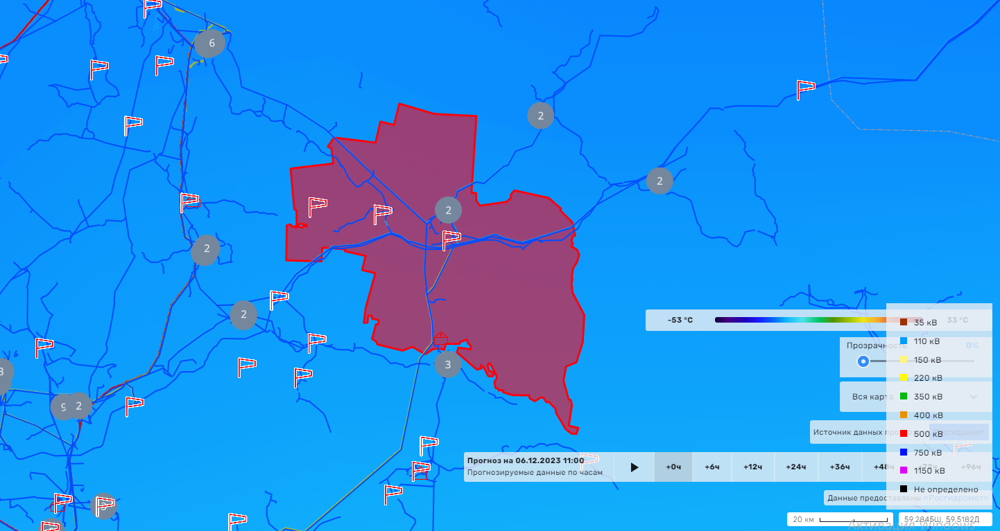 6
2
2
2
2
2
3
3
9
2
-53 °C
33 °C
Прозрачность
0%
Вся карта
Источник данных
Росгидромет
35 кВ
110 кВ
150 кВ
220 кВ
350 кВ
400 кВ
500 кВ
750 кВ
1150 кВ
Не определено
Прогноз на 06.12.2023 11:00
Прогнозируемые данные по часам
+0ч
+6ч
+12ч
+24ч
+36ч
+48ч
+72ч
+96ч
Данные предоставлены «Росгидромет»
20 км
59.2845Ш, 59.5182Д
Активация Windows